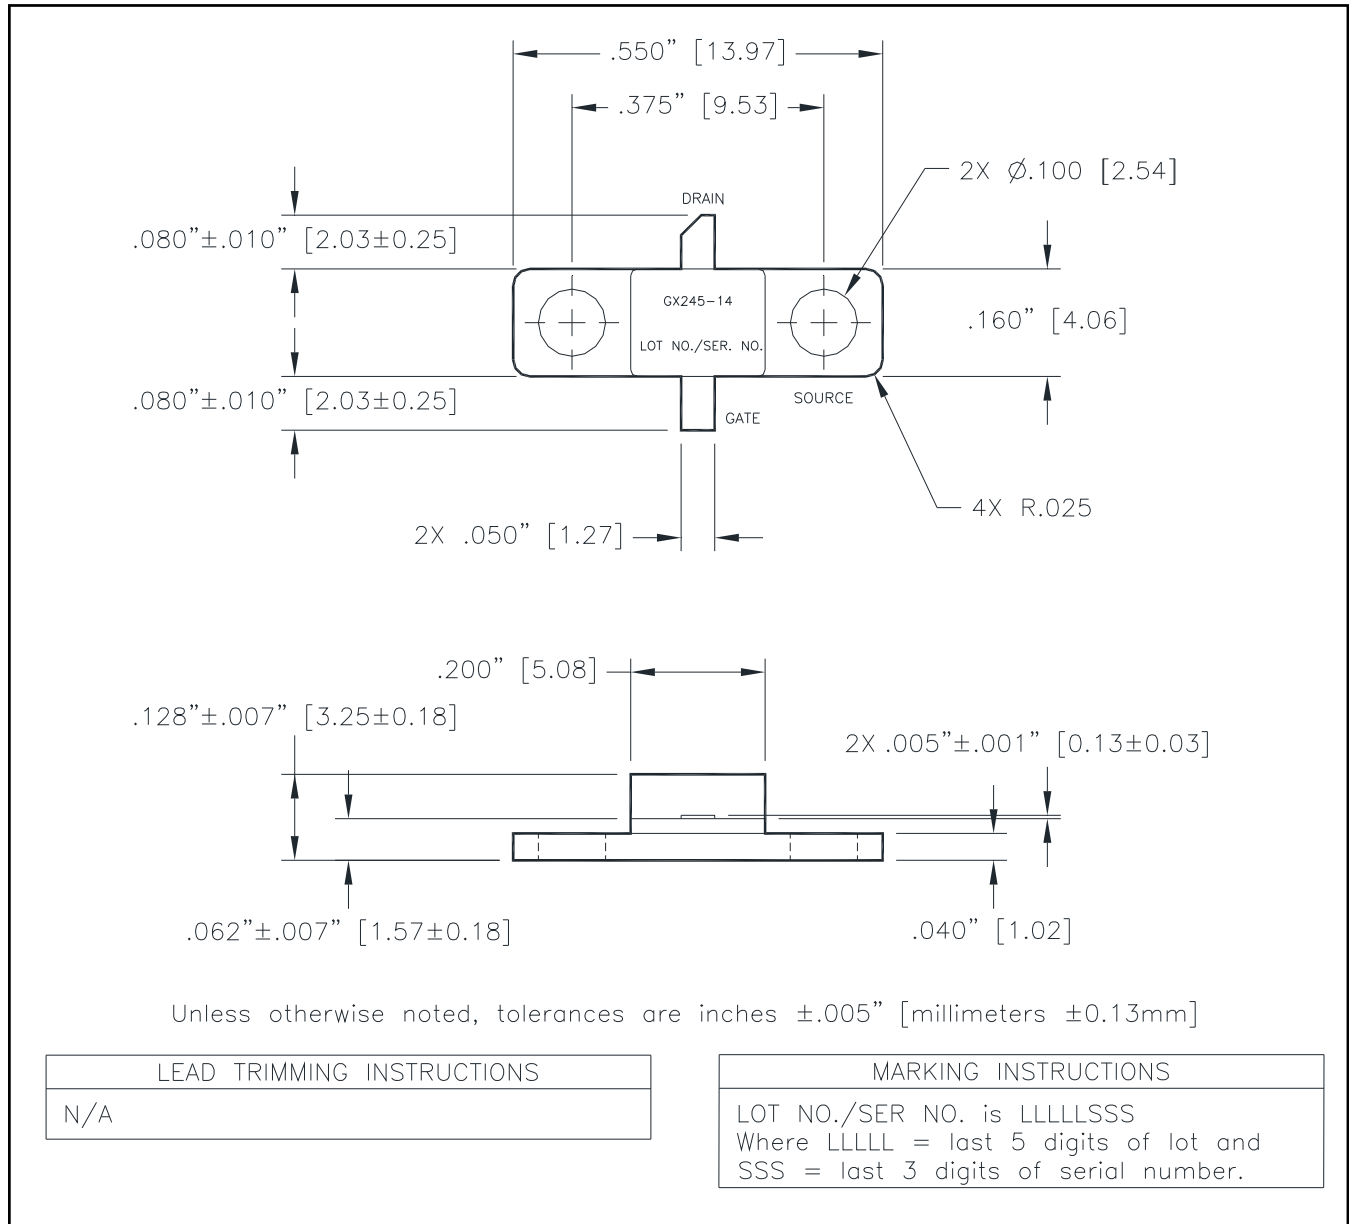 .550” [13.97]
.375” [9.53]
2X Ø.100 [2.54]
DRAIN
.080”±.010” [2.03±0.25]
GX245-14
.160” [4.06]
LOT NO./SER. NO.
.080”±.010” [2.03±0.25]
SOURCE
GATE
4X R.025
2X .050” [1.27]
.200” [5.08]
.128”±.007” [3.25±0.18]
2X .005”±.001” [0.13±0.03]
.062”±.007” [1.57±0.18]
.040” [1.02]
Unless otherwise noted, tolerances are inches ±.005” [millimeters ±0.13mm]
LEAD TRIMMING INSTRUCTIONS
N/A
MARKING INSTRUCTIONS
LOT NO./SER NO. is LLLLLSSS
Where LLLLL = last 5 digits of lot and
SSS = last 3 digits of serial number.